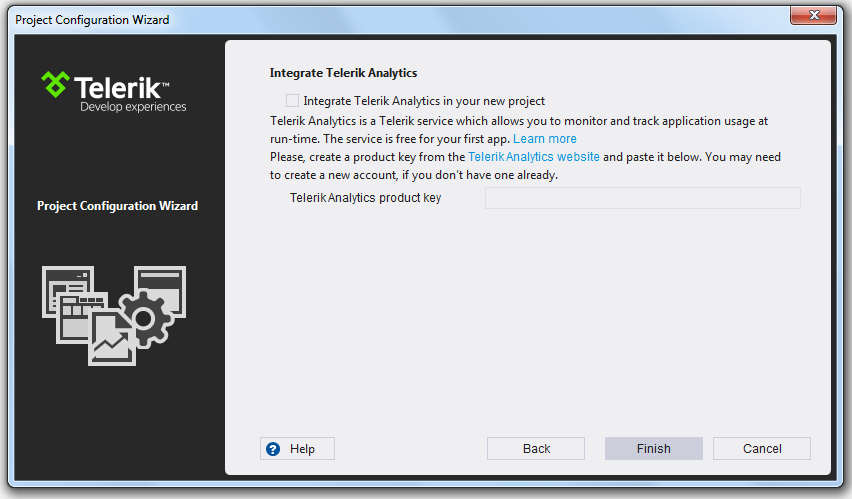 Project Configuration Wizard
Telerik™
Develop experiences
Project Configuration Wizard
Integrate Telerik Analytics
Integrate Telerik Analytics in your new project
Telerik Analytics is a Telerik service which allows you to monitor and track application usage at
run-time. The service is free for your first app. Learn more
Please, create a product key from the Telerik Analytics website and paste it below. You may need
to create a new account, if you don't have one already.
Telerik Analytics product key
? Help
Back
Finish
Cancel